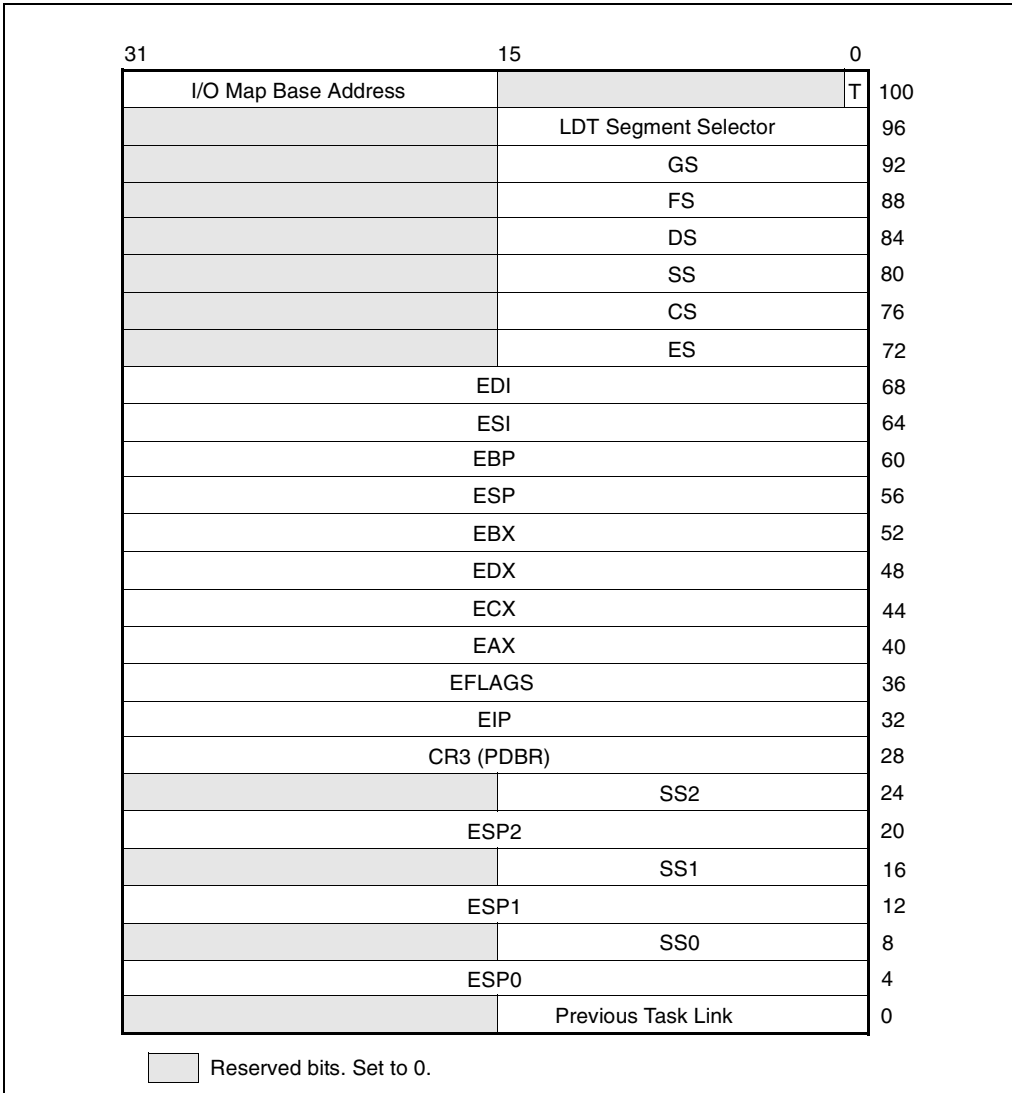 31 15 0
I/O Map Base Address T 100
LDT Segment Selector 96
GS 92
FS 88
DS 84
SS 80
CS 76
ES 72
EDI 68
ESI 64
EBP 60
ESP 56
EBX 52
EDX 48
ECX 44
EAX 40
EFLAGS 36
EIP 32
CR3 (PDBR) 28
SS2 24
ESP2 20
SS1 16
ESP1 12
SS0 8
ESP0 4
Previous Task Link 0
Reserved bits. Set to 0.